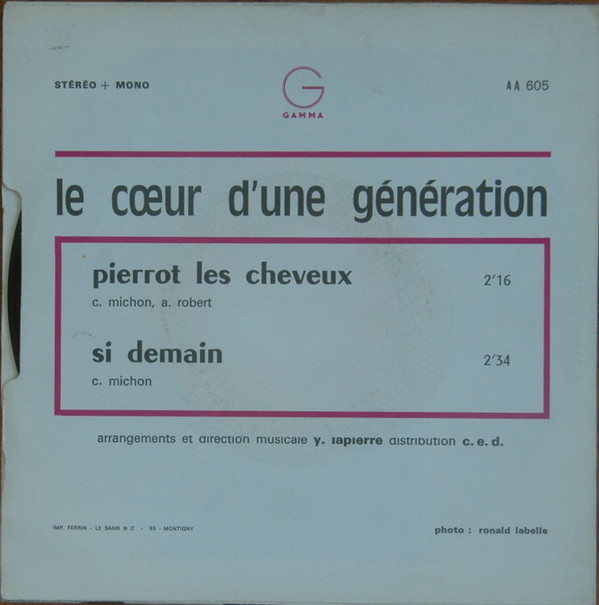 STÉRÉO + MONO
G
GAMMA
AA 605
le cœur d'une génération
pierrot les cheveux 2'16
c. michon, a. robert
si demain 2'34
c. michon
arrangements et direction musicale y. lapierre distribution c. e. d.
IMP. FERRIN - LE SANN & C - 95 - MONTIGNY
photo : ronald labelle